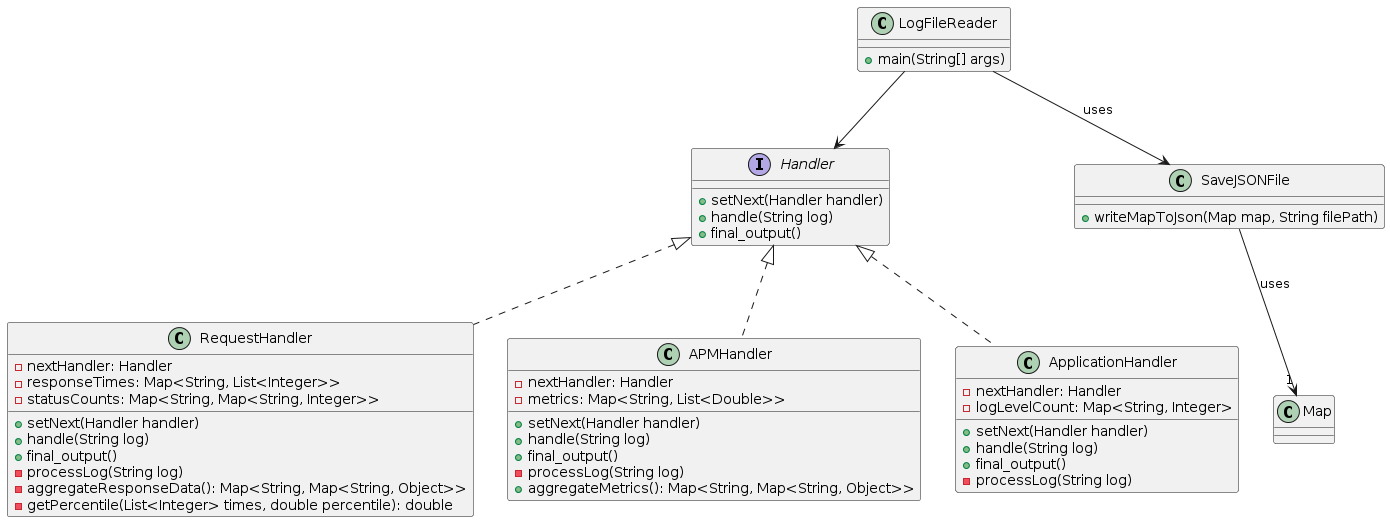 C LogFileReader
main(String[] args)
uses
I Handler
setNext(Handler handler)
handle(String log)
final_output()
C SaveJSONFile
writeMapToJson(Map map, String filePath)
uses
C RequestHandler
nextHandler: Handler
responseTimes: Map<String, List<Integer>>
statusCounts: Map<String, Map<String, Integer>>
setNext(Handler handler)
handle(String log)
final_output()
processLog(String log)
aggregateResponseData(): Map<String, Map<String, Object>>
getPercentile(List<Integer> times, double percentile): double
C APMHandler
nextHandler: Handler
metrics: Map<String, List<Double>>
setNext(Handler handler)
handle(String log)
final_output()
processLog(String log)
aggregateMetrics(): Map<String, Map<String, Object>>
C ApplicationHandler
nextHandler: Handler
logLevelCount: Map<String, Integer>
setNext(Handler handler)
handle(String log)
final_output()
processLog(String log)
1
C Map